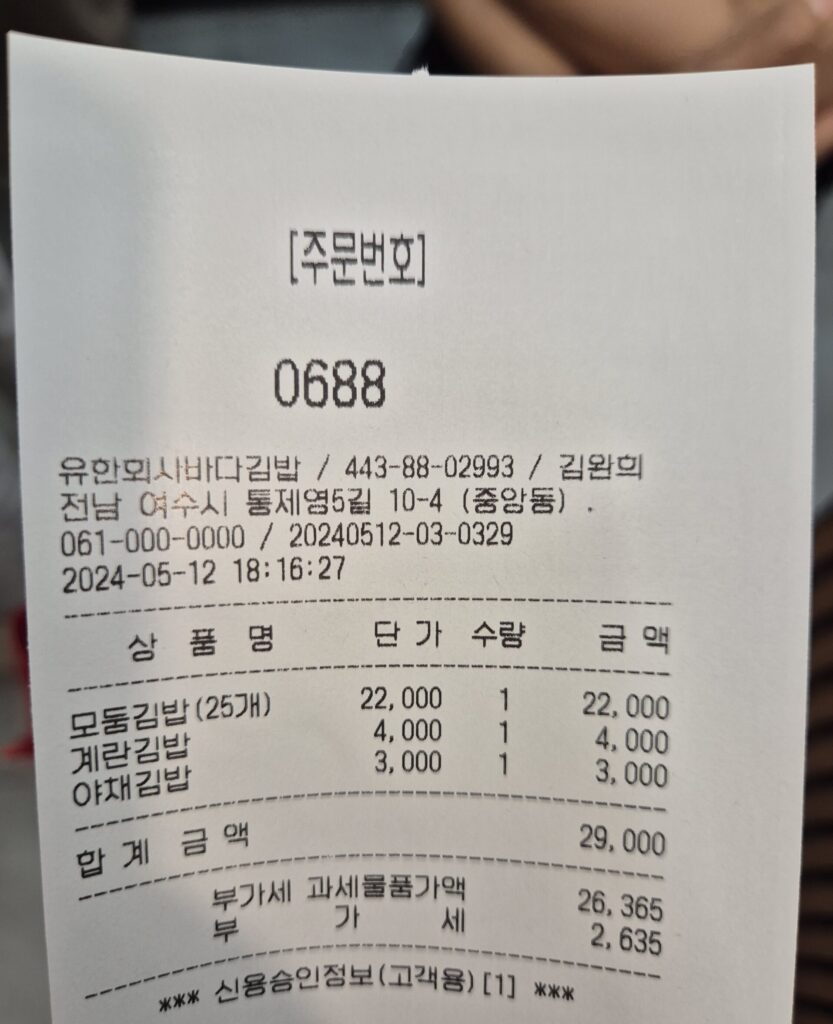 [주문번호]
0688
유한회사바다김밥 / 443-88-02993 / 김완희
전남 여수시 통제영5길 10-4 (중앙동) .
061-000-0000 / 20240512-03-0329
2024-05-12 18:16:27
상 품 명 단 가 수량 금 액
모둠김밥(25개) 22,000 1 22,000
계란김밥 4,000 1 4,000
야채김밥 3,000 1 3,000
합 계 금 액 29,000
부가세 과세물품가액 26,365
부 가 세 2,635
*** 신용승인정보(고객용)[1] ***